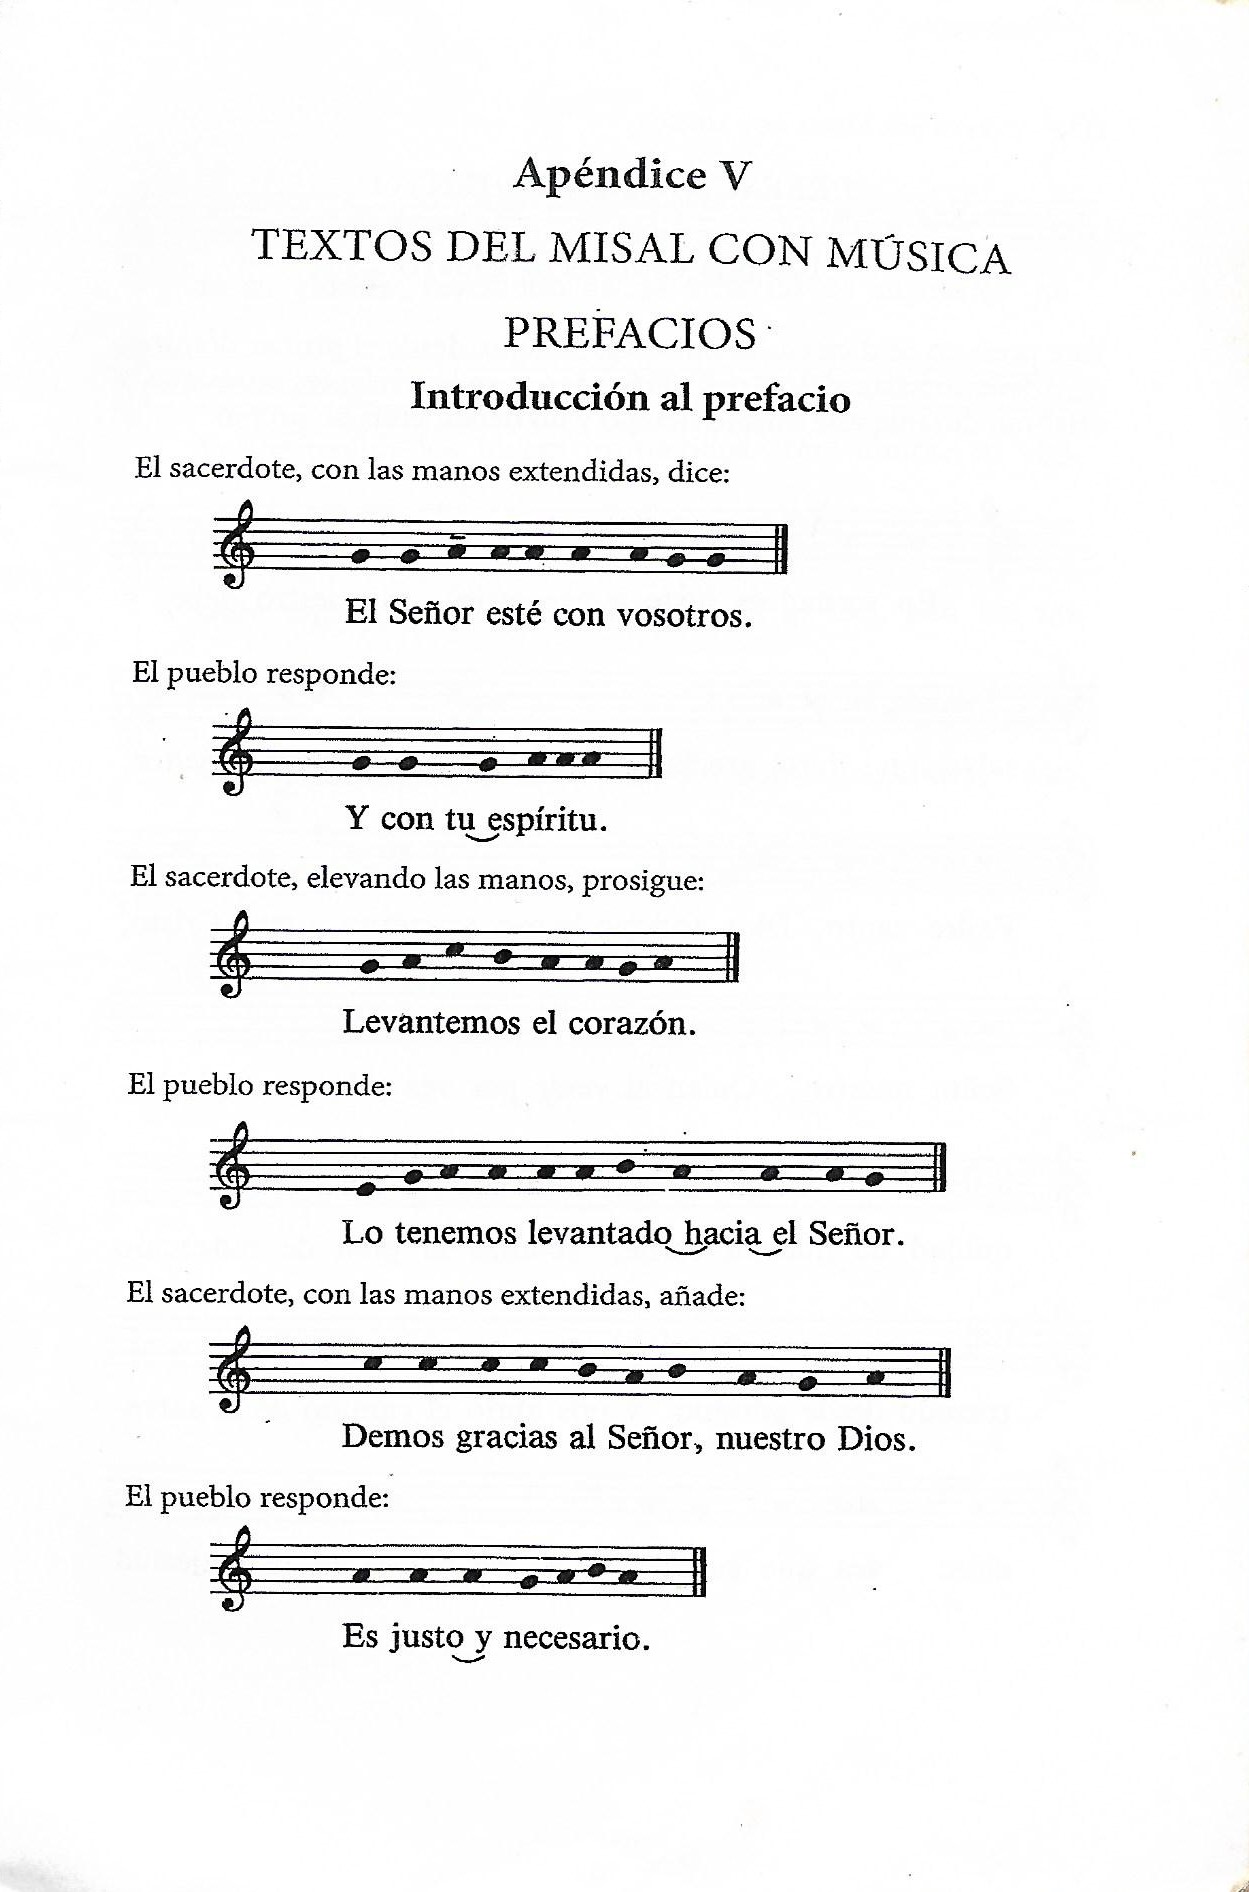 Apéndice V
TEXTOS DEL MISAL CON MÚSICA
PREFACIOS
Introducción al prefacio
El sacerdote, con las manos extendidas, dice:
El Señor esté con vosotros.
El pueblo responde:
Y con tu espíritu.
El sacerdote, elevando las manos, prosigue:
Levantemos el corazón.
El pueblo responde:
Lo tenemos levantado hacia el Señor.
El sacerdote, con las manos extendidas, añade:
Demos gracias al Señor, nuestro Dios.
El pueblo responde:
Es justo y necesario.